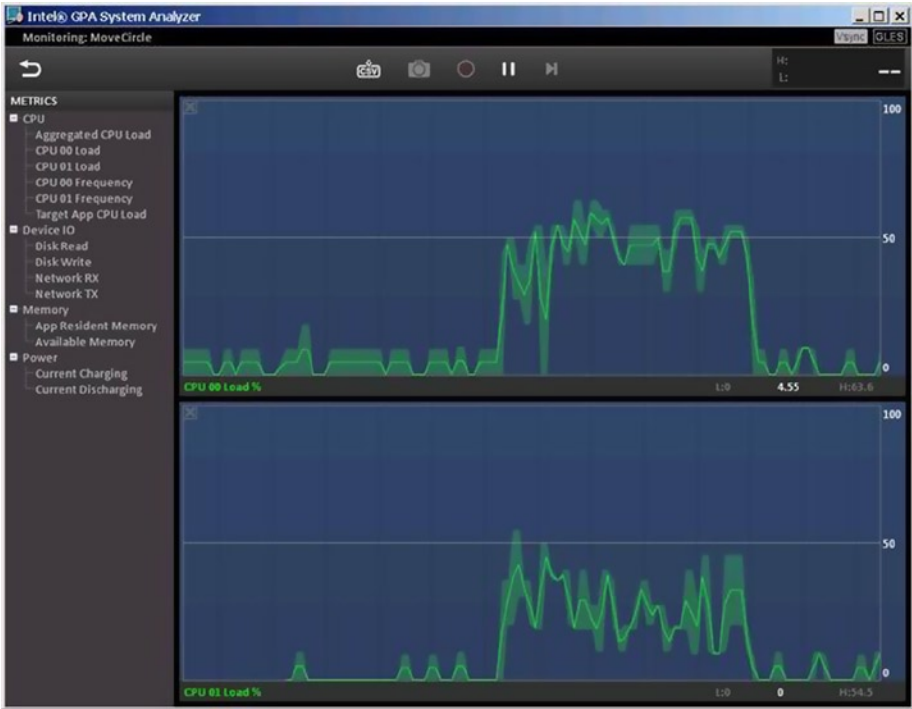 Intel® GPA System Analyzer
Monitoring: MoveCircle
Vsync GLES
CSV
H:
L:
--
METRICS
CPU
Aggregated CPU Load
CPU 00 Load
CPU 01 Load
CPU 00 Frequency
CPU 01 Frequency
Target App CPU Load
Device IO
Disk Read
Disk Write
Network RX
Network TX
Memory
App Resident Memory
Available Memory
Power
Current Charging
Current Discharging
100
50
0
CPU 00 Load % L:0 4.55 H:63.6
100
50
0
CPU 01 Load % L:0 0 H:54.5